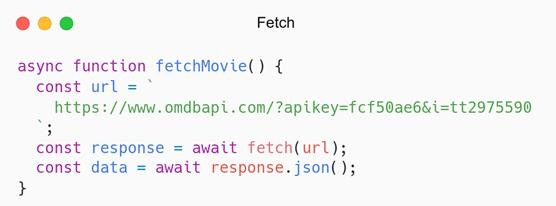 Fetch
async function fetchMovie() {
  const url = `
    https://www.omdbapi.com/?apikey=fcf50ae6&i=tt2975590
  `;
  const response = await fetch(url);
  const data = await response.json();
}